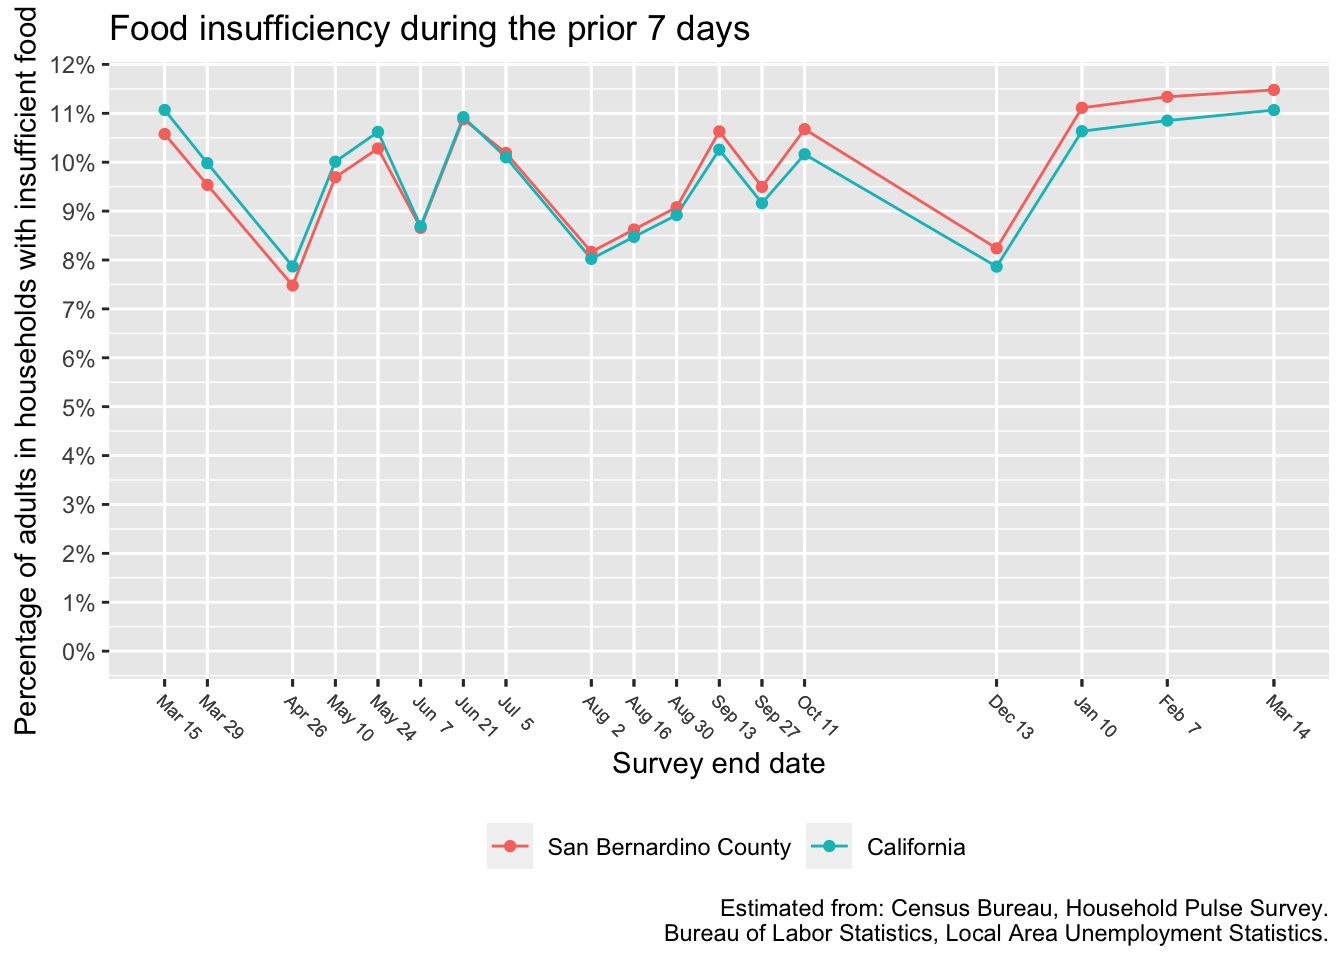 Food insufficiency during the prior 7 days
Percentage of adults in households with insufficient food
12%
11%
10%
9%
8%
7%
6%
5%
4%
3%
2%
1%
0%
Mar 15
Mar 29
Apr 26
May 10
May 24
Jun 7
Jun 21
Jul 5
Aug 2
Aug 16
Aug 30
Sep 13
Sep 27
Oct 11
Dec 13
Jan 10
Feb 7
Mar 14
Survey end date
San Bernardino County
California
Estimated from: Census Bureau, Household Pulse Survey.
Bureau of Labor Statistics, Local Area Unemployment Statistics.